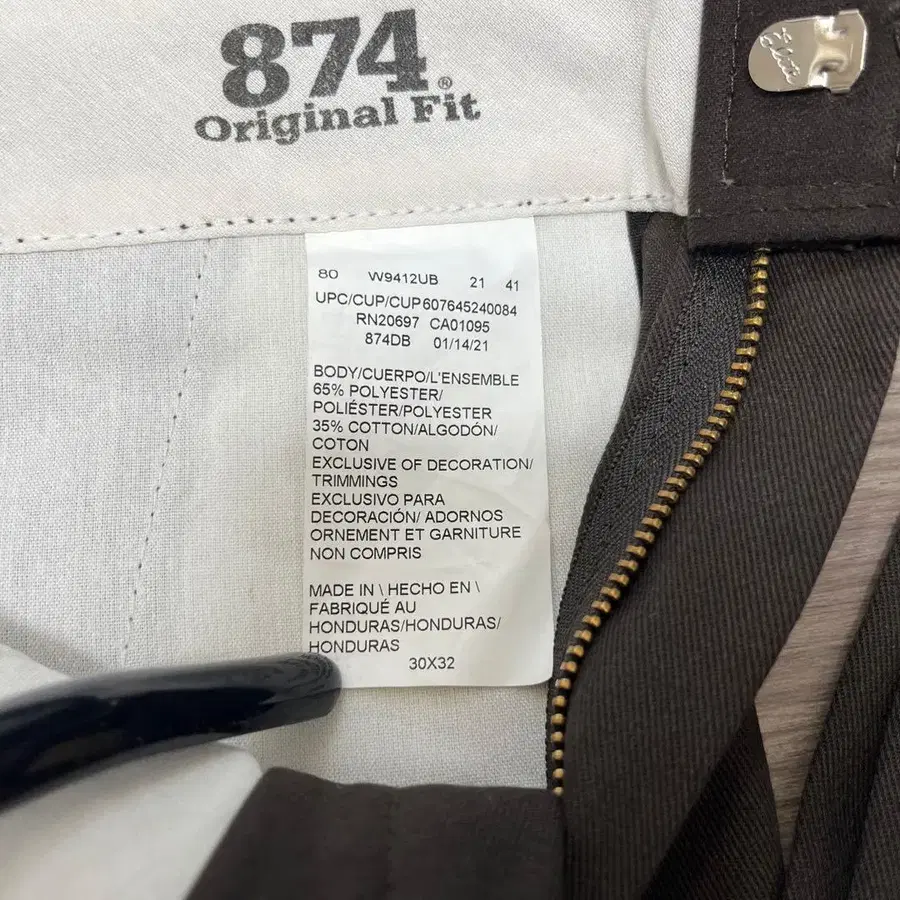 874®
Original Fit
Elite
80 W9412UB 21 41
UPC/CUP/CUP607645240084
RN20697 CA01095
874DB 01/14/21
BODY/CUERPO/L'ENSEMBLE
65% POLYESTER/
POLIÉSTER/POLYESTER
35% COTTON/ALGODÓN/
COTON
EXCLUSIVE OF DECORATION/
TRIMMINGS
EXCLUSIVO PARA
DECORACIÓN/ ADORNOS
ORNEMENT ET GARNITURE
NON COMPRIS
MADE IN \ HECHO EN \
FABRIQUÉ AU
HONDURAS/HONDURAS/
HONDURAS
30X32